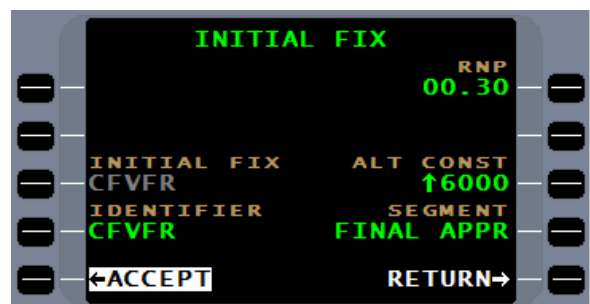 INITIAL FIX
RNP
00.30
INITIAL FIX ALT CONST
CFVFR ↑6000
IDENTIFIER SEGMENT
CFVFR FINAL APPR
←ACCEPT RETURN→